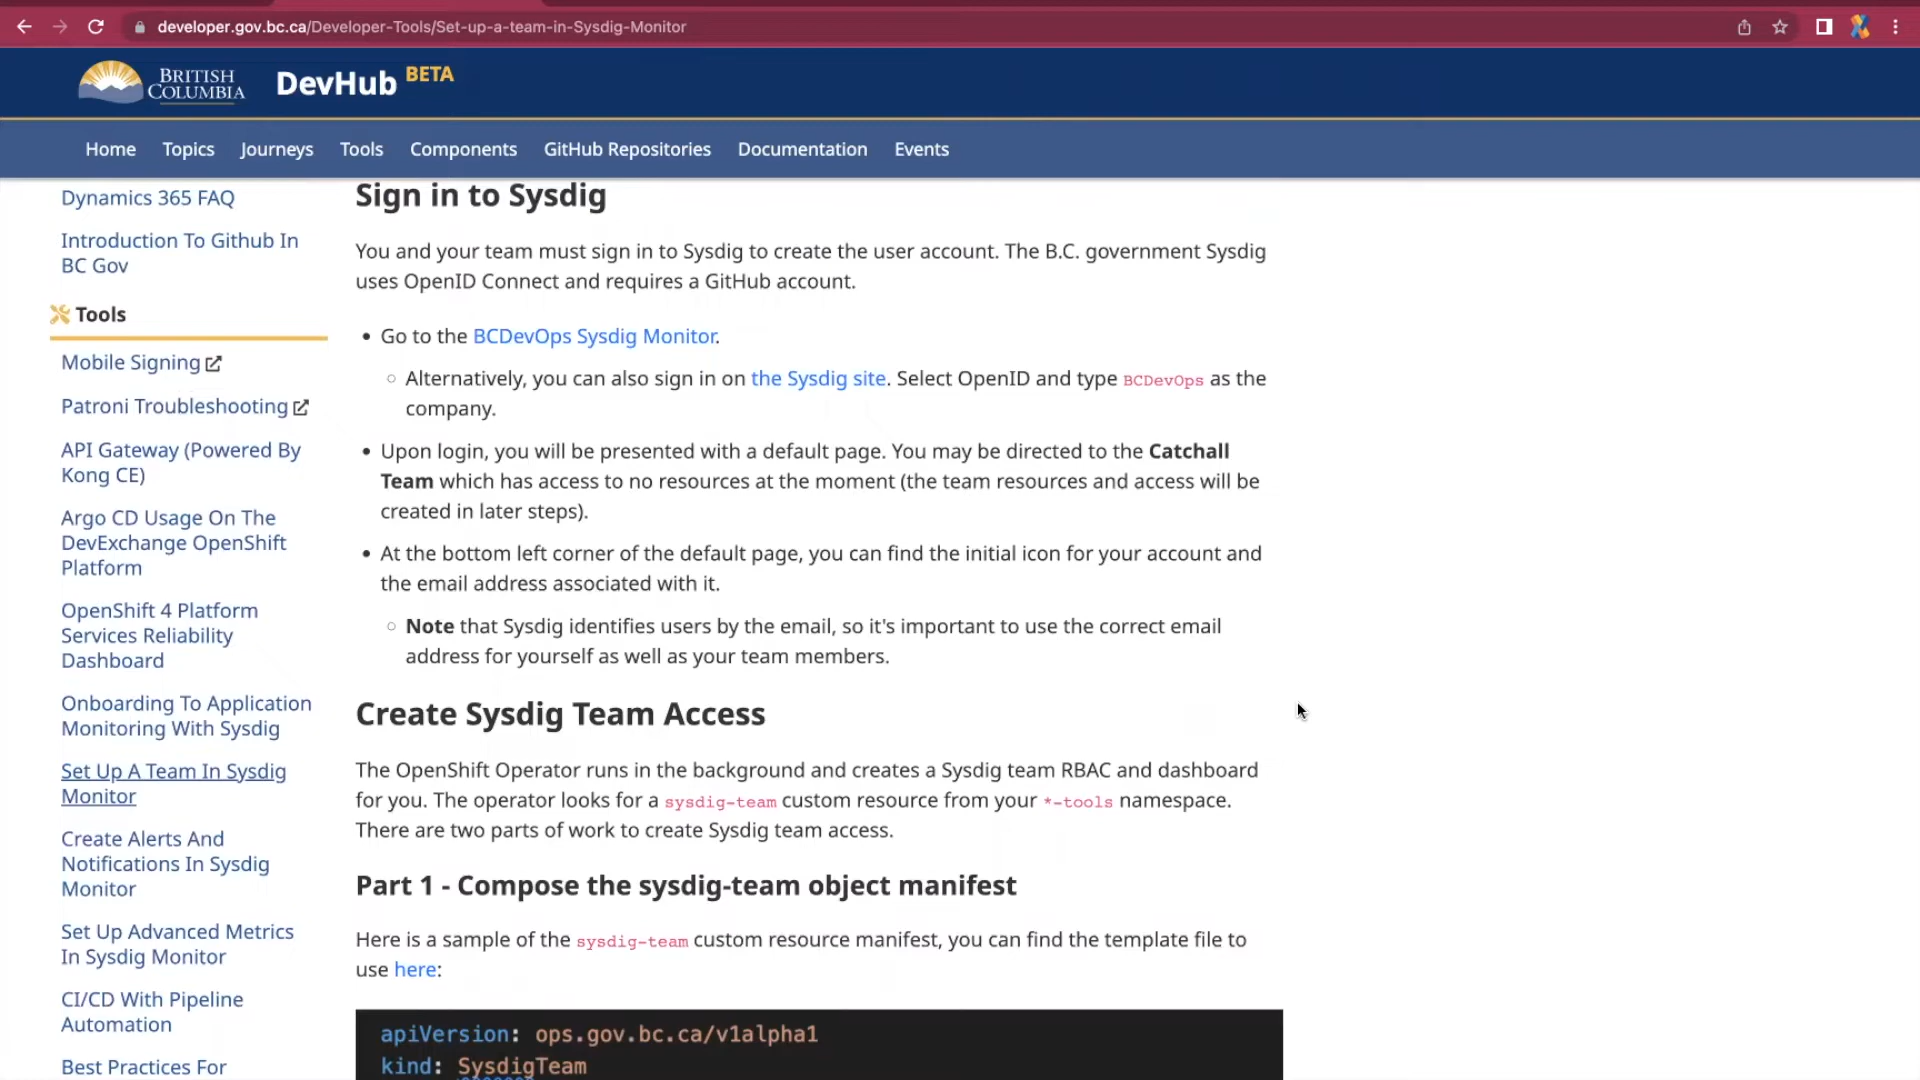 developer.gov.bc.ca/Developer-Tools/Set-up-a-team-in-Sysdig-Monitor
BRITISH
COLUMBIA
DevHub BETA
Home Topics Journeys Tools Components GitHub Repositories Documentation Events
Dynamics 365 FAQ
Introduction To Github In
BC Gov
Tools
Mobile Signing
Patroni Troubleshooting
API Gateway (Powered By
Kong CE)
Argo CD Usage On The
DevExchange OpenShift
Platform
OpenShift 4 Platform
Services Reliability
Dashboard
Onboarding To Application
Monitoring With Sysdig
Set Up A Team In Sysdig
Monitor
Create Alerts And
Notifications In Sysdig
Monitor
Set Up Advanced Metrics
In Sysdig Monitor
CI/CD With Pipeline
Automation
Best Practices For
Sign in to Sysdig
You and your team must sign in to Sysdig to create the user account. The B.C. government Sysdig
uses OpenID Connect and requires a GitHub account.
• Go to the BCDevOps Sysdig Monitor.
○ Alternatively, you can also sign in on the Sysdig site. Select OpenID and type BCDevOps as the
company.
• Upon login, you will be presented with a default page. You may be directed to the Catchall
Team which has access to no resources at the moment (the team resources and access will be
created in later steps).
• At the bottom left corner of the default page, you can find the initial icon for your account and
the email address associated with it.
○ Note that Sysdig identifies users by the email, so it's important to use the correct email
address for yourself as well as your team members.
Create Sysdig Team Access
The OpenShift Operator runs in the background and creates a Sysdig team RBAC and dashboard
for you. The operator looks for a sysdig-team custom resource from your *-tools namespace.
There are two parts of work to create Sysdig team access.
Part 1 - Compose the sysdig-team object manifest
Here is a sample of the sysdig-team custom resource manifest, you can find the template file to
use here:
apiVersion: ops.gov.bc.ca/v1alpha1
kind: SysdigTeam